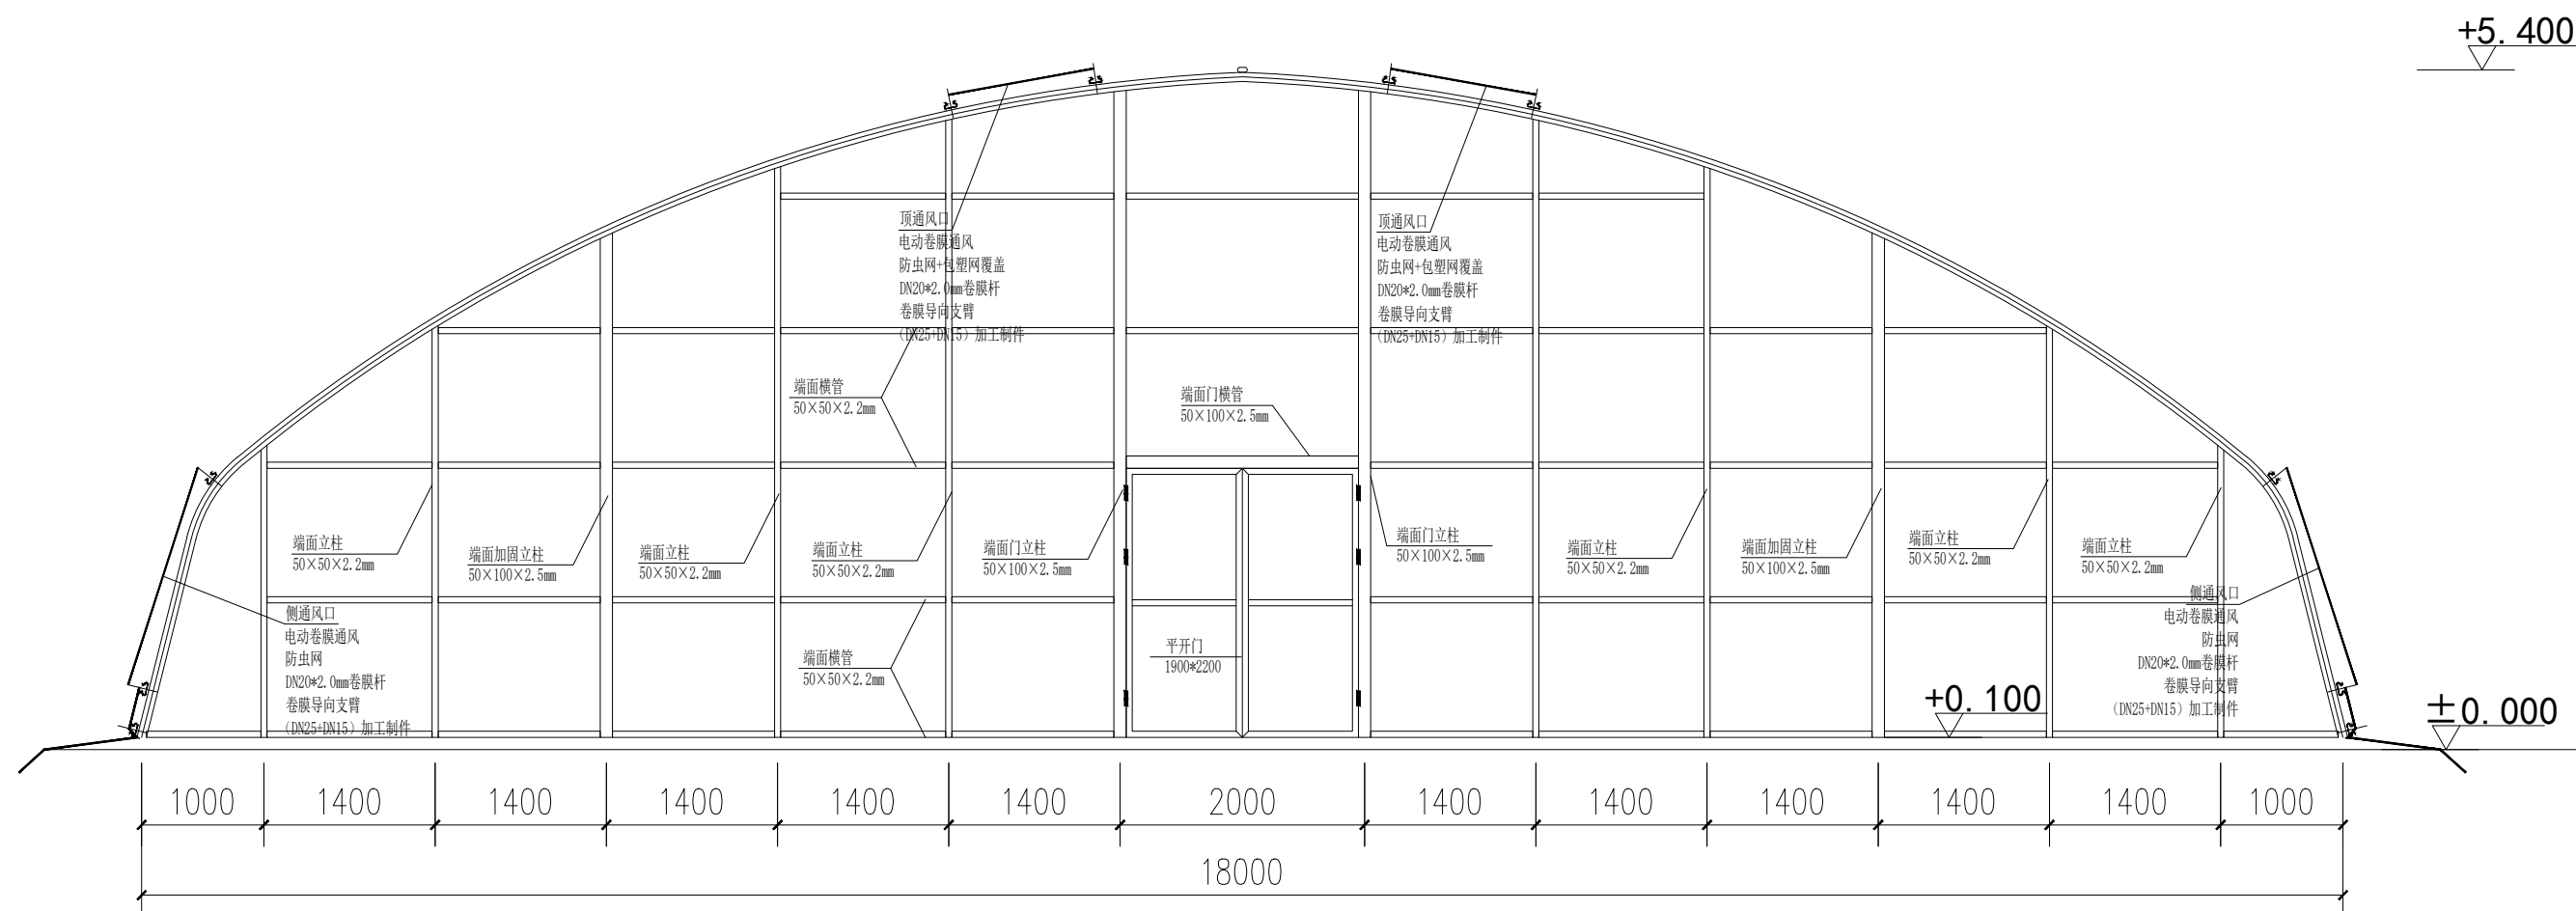 +5.400
顶通风口
电动卷膜通风
防虫网+包塑网覆盖
DN20*2.0mm卷膜杆
卷膜导向支臂
(DN25+DN15) 加工制件
顶通风口
电动卷膜通风
防虫网+包塑网覆盖
DN20*2.0mm卷膜杆
卷膜导向支臂
(DN25+DN15) 加工制件
端面横管
50×50×2.2mm
端面门横管
50×100×2.5mm
端面立柱
50×50×2.2mm
端面加固立柱
50×100×2.5mm
端面立柱
50×50×2.2mm
端面立柱
50×50×2.2mm
端面门立柱
50×100×2.5mm
端面门立柱
50×100×2.5mm
端面立柱
50×50×2.2mm
端面加固立柱
50×100×2.5mm
端面立柱
50×50×2.2mm
端面立柱
50×50×2.2mm
侧通风口
电动卷膜通风
防虫网
DN20*2.0mm卷膜杆
卷膜导向支臂
(DN25+DN15) 加工制件
端面横管
50×50×2.2mm
平开门
1900*2200
侧通风口
电动卷膜通风
防虫网
DN20*2.0mm卷膜杆
卷膜导向支臂
(DN25+DN15) 加工制件
+0.100
±0.000
1000 1400 1400 1400 1400 1400 2000 1400 1400 1400 1400 1400 1000
18000